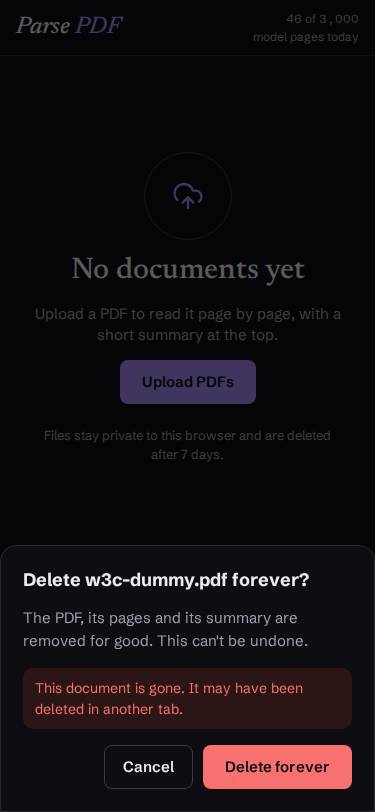 Parse PDF
46 of 3,000
model pages today
No documents yet
Upload a PDF to read it page by page, with a
short summary at the top.
Upload PDFs
Files stay private to this browser and are deleted
after 7 days.
Delete w3c-dummy.pdf forever?
The PDF, its pages and its summary are
removed for good. This can't be undone.
This document is gone. It may have been
deleted in another tab.
Cancel
Delete forever